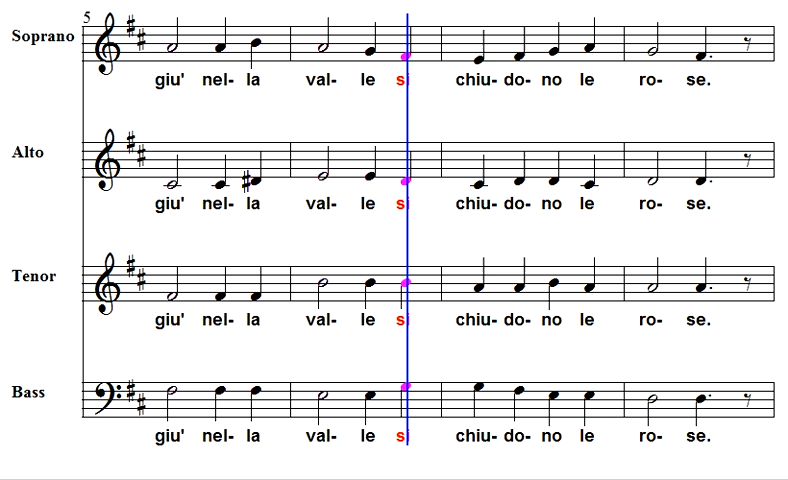 5
Soprano
giu' nel- la val- le si chiu- do- no le ro- se.
Alto
giu' nel- la val- le si chiu- do- no le ro- se.
Tenor
giu' nel- la val- le si chiu- do- no le ro- se.
Bass
giu' nel- la val- le si chiu- do- no le ro- se.